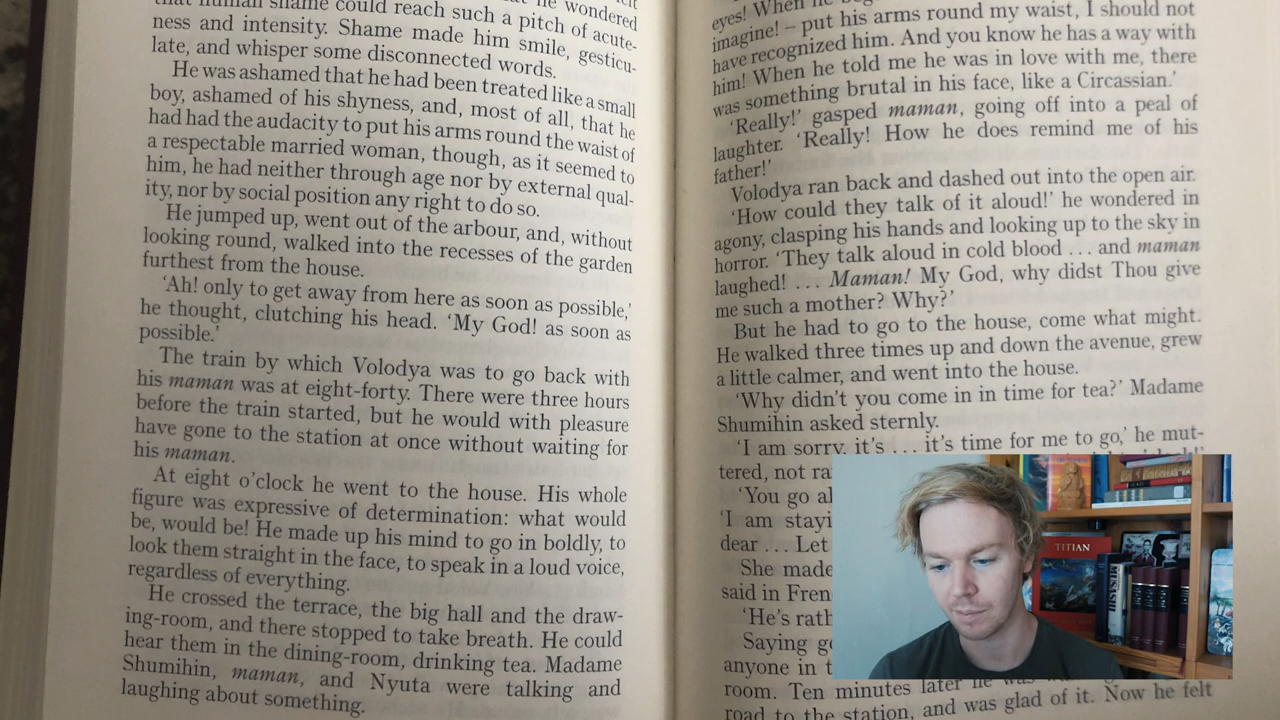 that human shame could reach such a pitch of acute-
ness and intensity. Shame made him smile, gesticu-
late, and whisper some disconnected words.
He was ashamed that he had been treated like a small
boy, ashamed of his shyness, and, most of all, that he
had had the audacity to put his arms round the waist of
a respectable married woman, though, as it seemed to
him, he had neither through age nor by external qual-
ity, nor by social position any right to do so.
He jumped up, went out of the arbour, and, without
looking round, walked into the recesses of the garden
furthest from the house.
‘Ah! only to get away from here as soon as possible,’
he thought, clutching his head. ‘My God! as soon as
possible.’
The train by which Volodya was to go back with
his maman was at eight-forty. There were three hours
before the train started, but he would with pleasure
have gone to the station at once without waiting for
his maman.
At eight o’clock he went to the house. His whole
figure was expressive of determination: what would
be, would be! He made up his mind to go in boldly, to
look them straight in the face, to speak in a loud voice,
regardless of everything.
He crossed the terrace, the big hall and the draw-
ing-room, and there stopped to take breath. He could
hear them in the dining-room, drinking tea. Madame
Shumihin, maman, and Nyuta were talking and
laughing about something.
eyes! When he
imagine! – put his arms round my waist, I should not
have recognized him. And you know he has a way with
him! When he told me he was in love with me, there
was something brutal in his face, like a Circassian.’
‘Really!’ gasped maman, going off into a peal of
laughter. ‘Really! How he does remind me of his
father!’
Volodya ran back and dashed out into the open air.
‘How could they talk of it aloud!’ he wondered in
agony, clasping his hands and looking up to the sky in
horror. ‘They talk aloud in cold blood . . . and maman
laughed! . . . Maman! My God, why didst Thou give
me such a mother? Why?’
But he had to go to the house, come what might.
He walked three times up and down the avenue, grew
a little calmer, and went into the house.
‘Why didn’t you come in in time for tea?’ Madame
Shumihin asked sternly.
‘I am sorry, it’s . . . it’s time for me to go,’ he mut-
tered, not
‘You go
‘I am
dear . . . Let
She made
said in
‘He’s
Saying
anyone in
room. Ten minutes later he was
road to the station, and was glad of it. Now he felt
TITIAN
MUSASHI